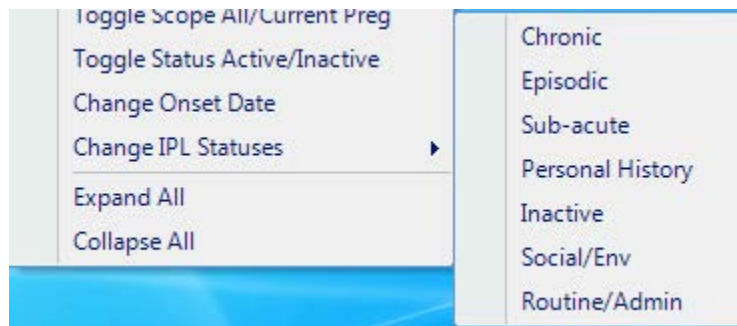 Toggle Scope All/Current Preg
Toggle Status Active/Inactive
Change Onset Date
Change IPL Statuses
Expand All
Collapse All
Chronic
Episodic
Sub-acute
Personal History
Inactive
Social/Env
Routine/Admin